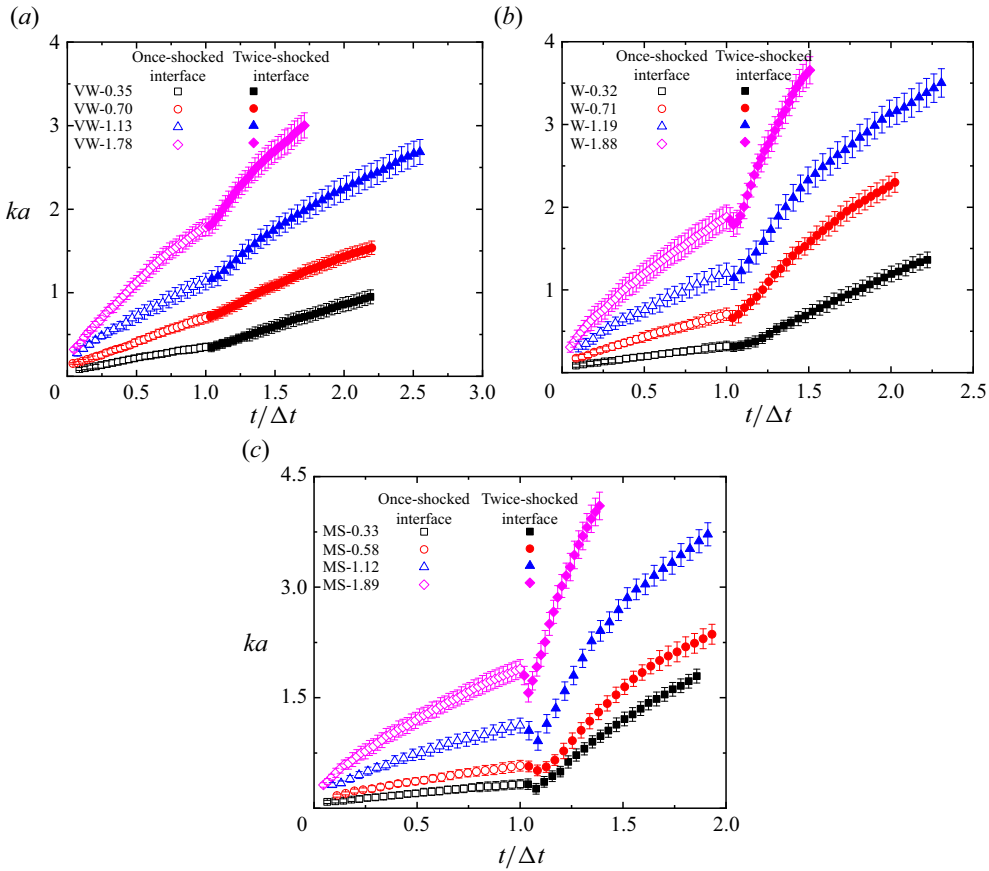 (a)
4
Once-shocked Twice-shocked
interface interface
VW-0.35
VW-0.70
VW-1.13
VW-1.78
3
ka
2
1
0.5 1.0 1.5 2.0 2.5 3.0
t/Δt
(b)
4
Once-shocked Twice-shocked
interface interface
W-0.32
W-0.71
W-1.19
W-1.88
3
2
1
0 0.5 1.0 1.5 2.0 2.5
t/Δt
(c)
4.5
Once-shocked Twice-shocked
interface interface
MS-0.33
MS-0.58
MS-1.12
MS-1.89
3.0
ka
1.5
0 0.5 1.0 1.5 2.0
t/Δt